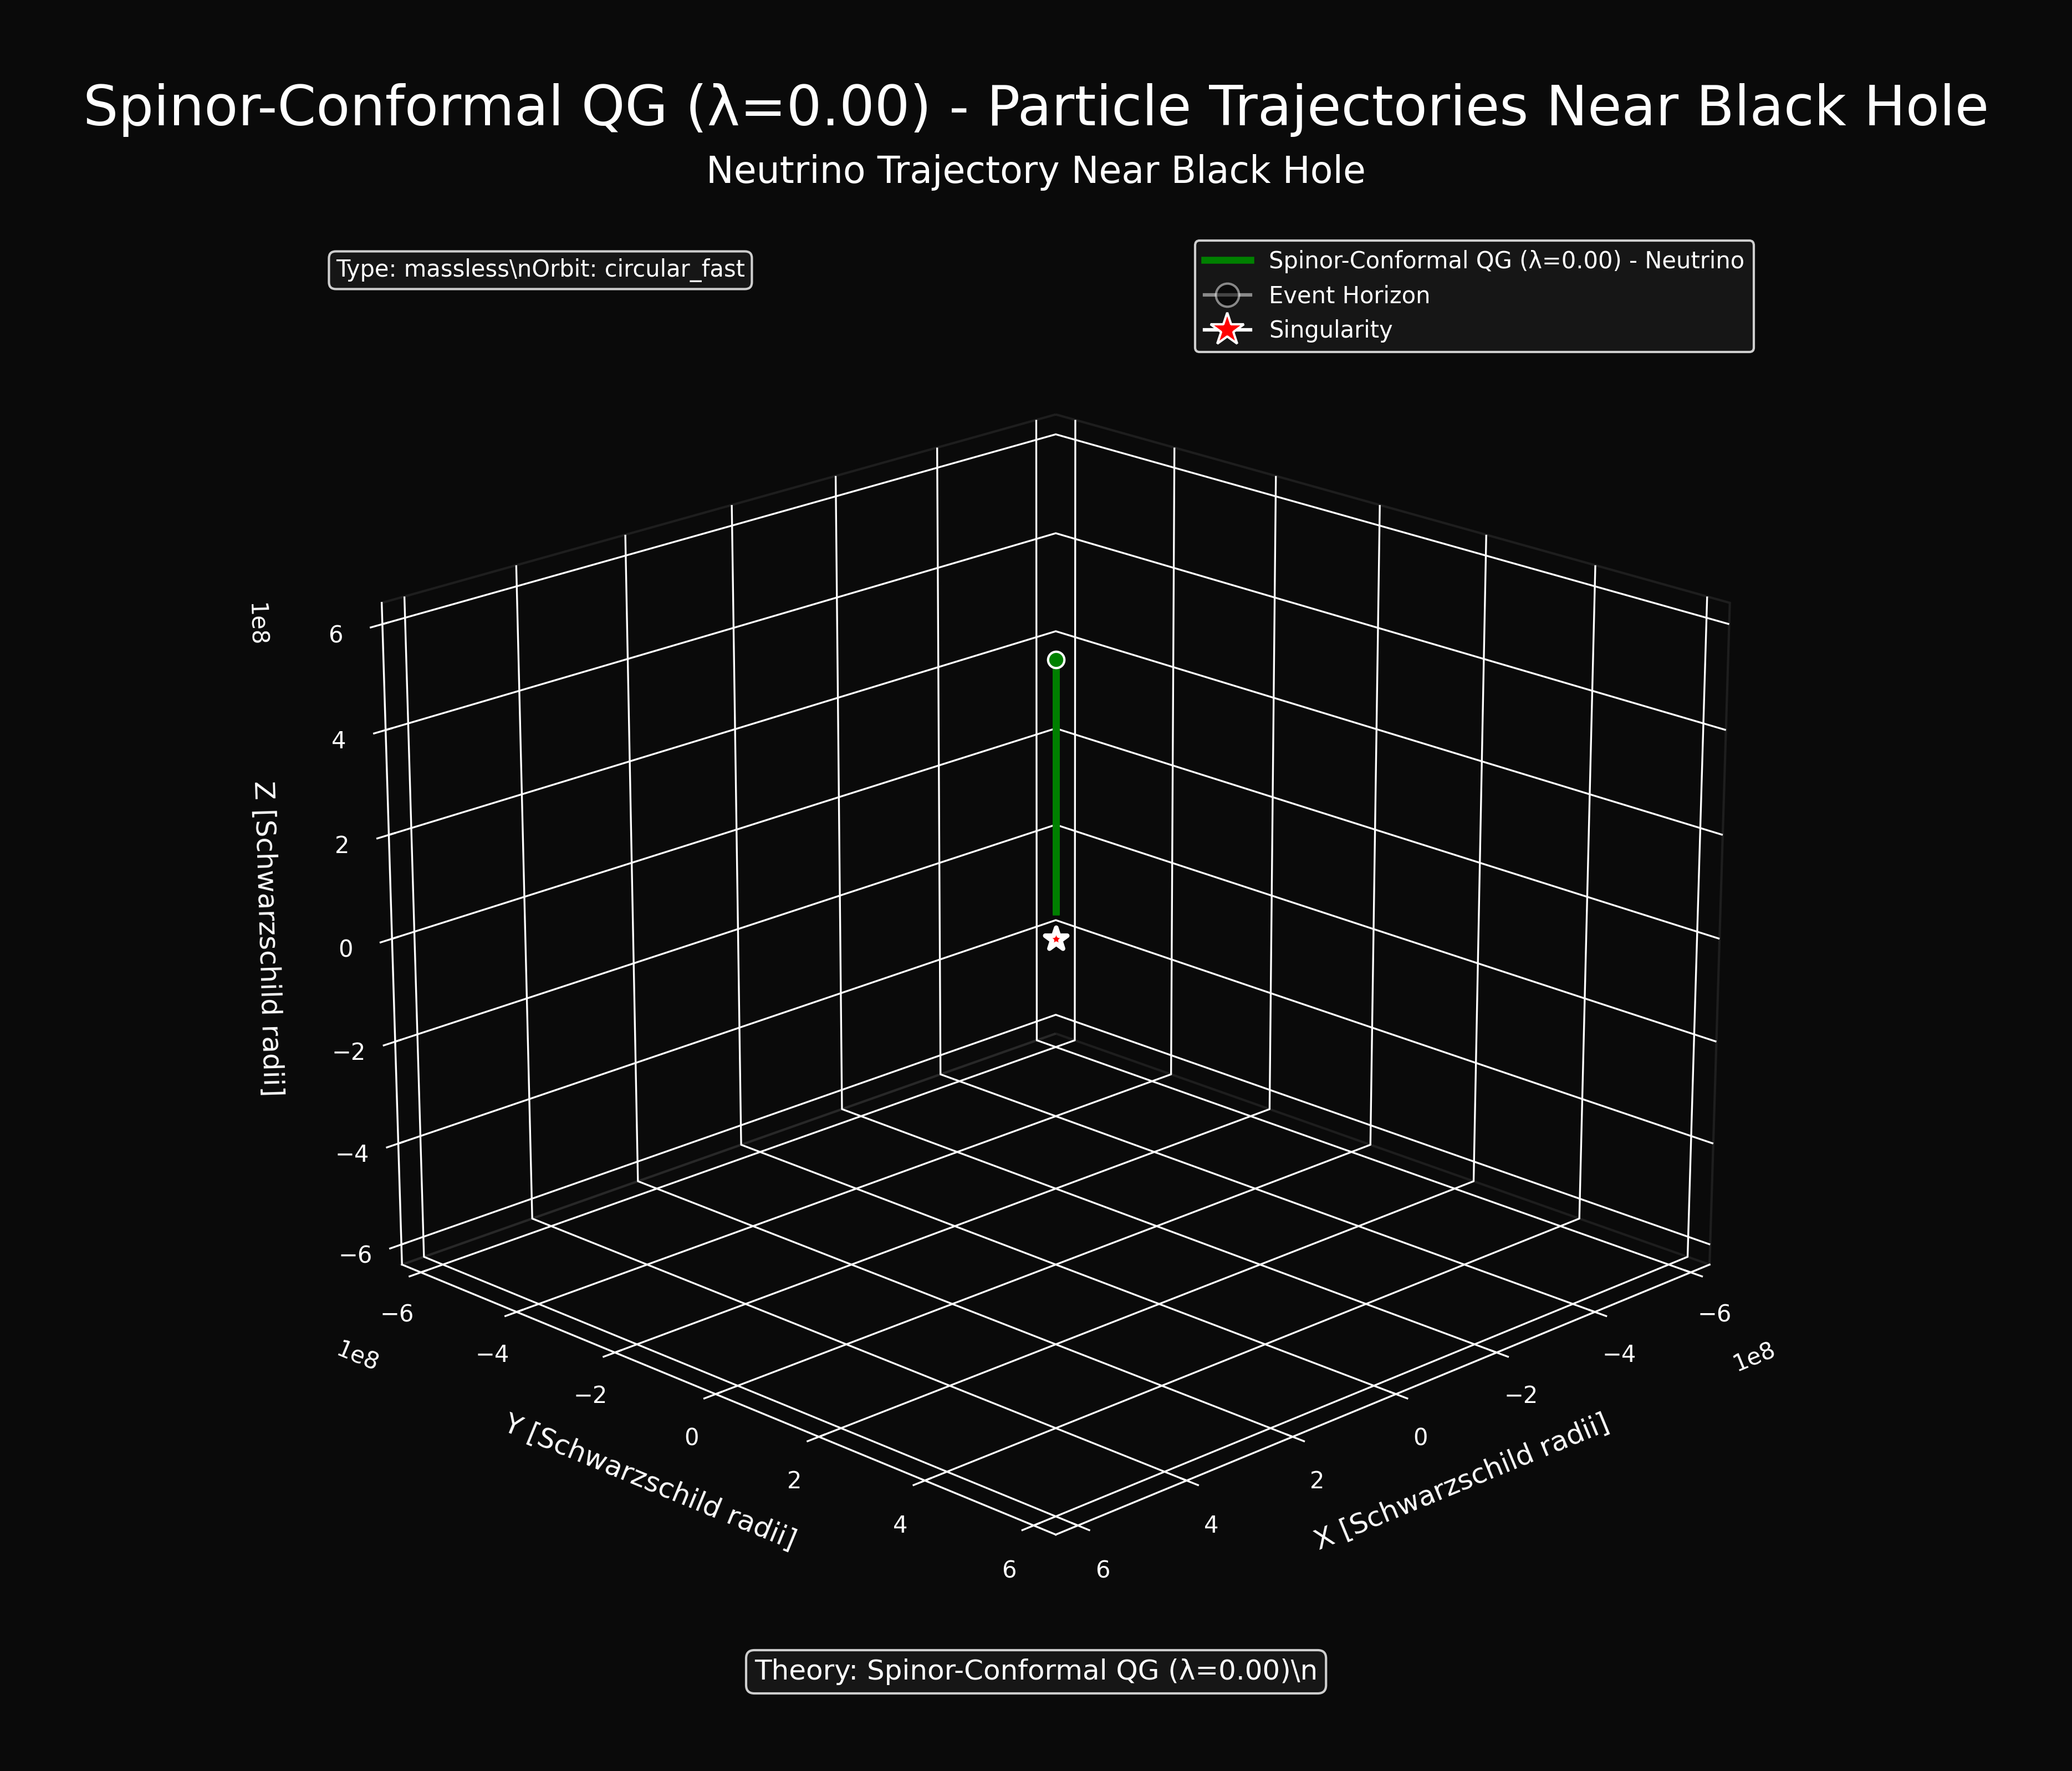 Spinor-Conformal QG (λ=0.00) - Particle Trajectories Near Black Hole
Neutrino Trajectory Near Black Hole
Type: massless\nOrbit: circular_fast
Spinor-Conformal QG (λ=0.00) - Neutrino
Event Horizon
Singularity
1e8
6
4
2
0
−2
−4
−6
Z [Schwarzschild radii]
−6
−4
−2
0
2
4
6
1e8
Y [Schwarzschild radii]
6
4
2
0
−2
−4
−6
1e8
X [Schwarzschild radii]
Theory: Spinor-Conformal QG (λ=0.00)\n